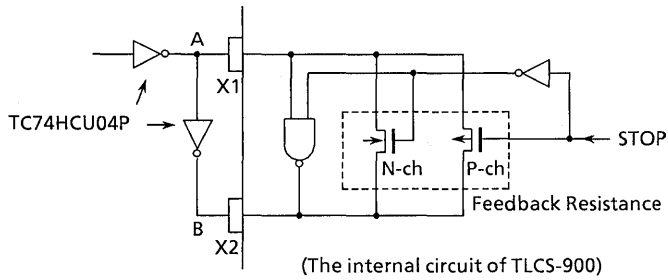 A
X1
TC74HCU04P
STOP
N-ch
P-ch
Feedback Resistance
B
X2
(The internal circuit of TLCS-900)